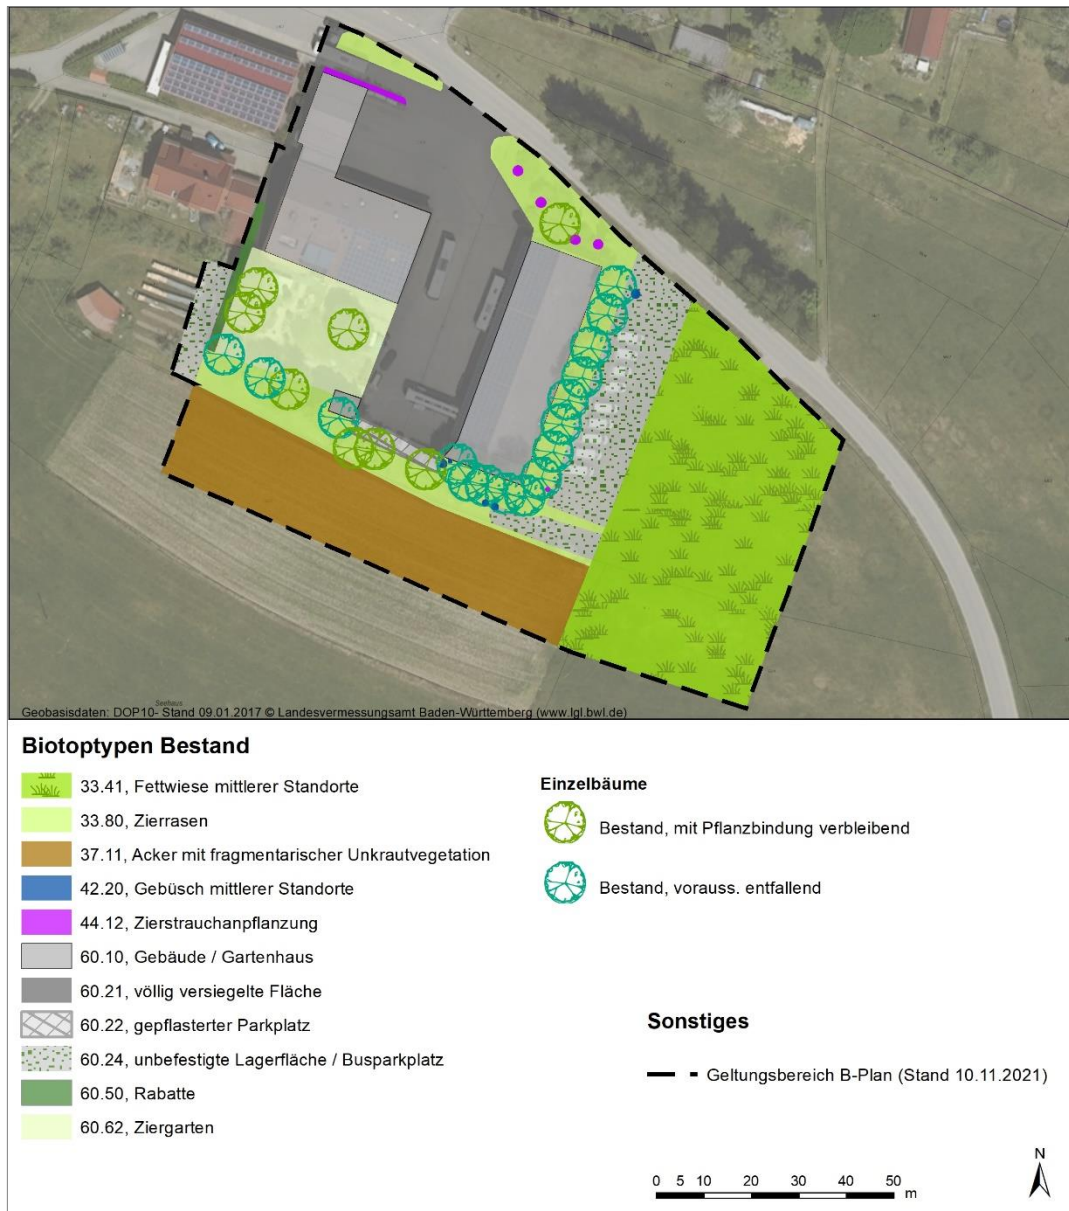 Seehaus
Geobasisdaten: DOP10- Stand 09.01.2017 © Landesvermessungsamt Baden-Württemberg (www.lgl.bwl.de)
Biotoptypen Bestand
33.41, Fettwiese mittlerer Standorte
33.80, Zierrasen
37.11, Acker mit fragmentarischer Unkrautvegetation
42.20, Gebüsch mittlerer Standorte
44.12, Zierstrauchanpflanzung
60.10, Gebäude / Gartenhaus
60.21, völlig versiegelte Fläche
60.22, gepflasterter Parkplatz
60.24, unbefestigte Lagerfläche / Busparkplatz
60.50, Rabatte
60.62, Ziergarten
Einzelbäume
Bestand, mit Pflanzbindung verbleibend
Bestand, vorauss. entfallend
Sonstiges
Geltungsbereich B-Plan (Stand 10.11.2021)
0 5 10 20 30 40 50
m
N